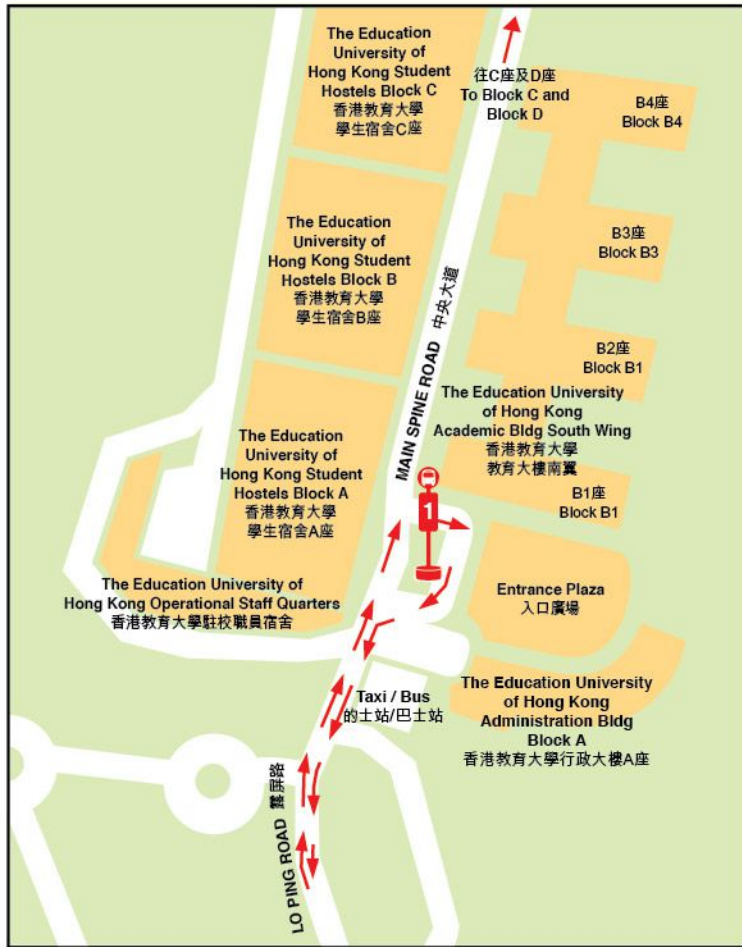 The Education
University of
Hong Kong Student
Hostels Block C
香港教育大學
學生宿舍C座
往C座及D座
To Block C and
Block D
B4座
Block B4
The Education
University of
Hong Kong Student
Hostels Block B
香港教育大學
學生宿舍B座
B3座
Block B3
MAIN SPINE ROAD 中央大道
B2座
Block B1
The Education University
of Hong Kong
Academic Bldg South Wing
香港教育大學
教育大樓南翼
The Education
University of
Hong Kong Student
Hostels Block A
香港教育大學
學生宿舍A座
1
B1座
Block B1
The Education University of
Hong Kong Operational Staff Quarters
香港教育大學駐校職員宿舍
Entrance Plaza
入口廣場
Taxi / Bus
的士站/巴士站
The Education University
of Hong Kong
Administration Bldg
Block A
香港教育大學行政大樓A座
LO PING ROAD 露屏路